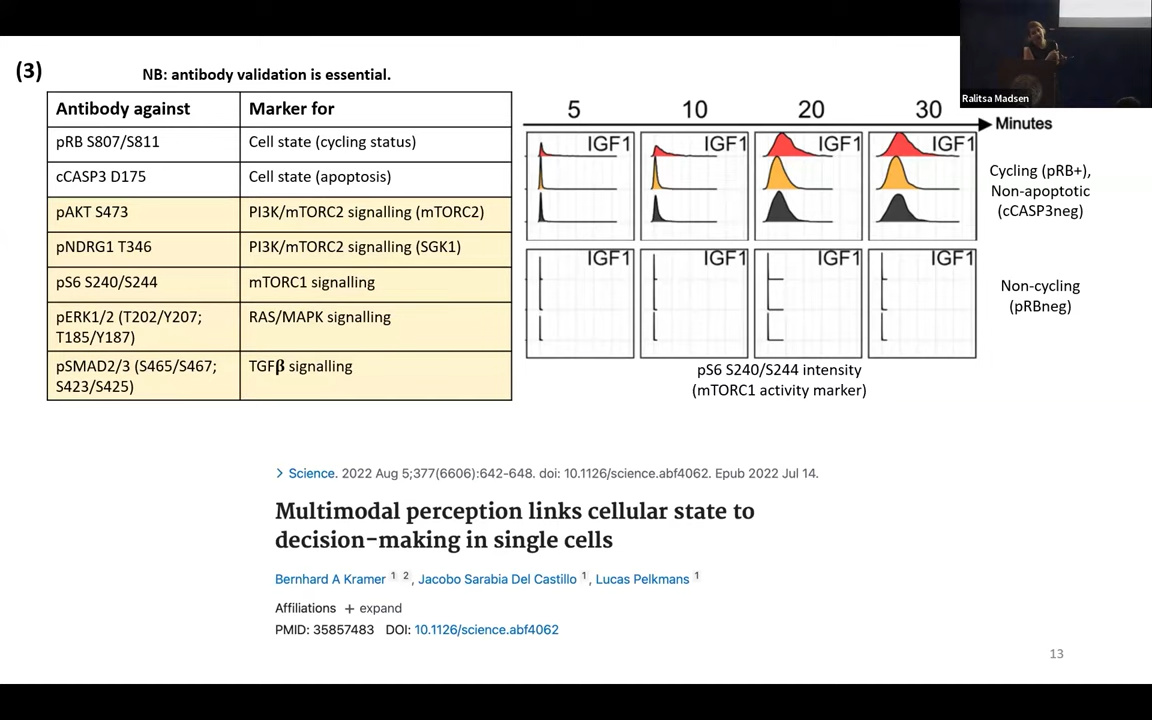 (3)
NB: antibody validation is essential.
Antibody against
Marker for
pRB S807/S811
Cell state (cycling status)
cCASP3 D175
Cell state (apoptosis)
pAKT S473
PI3K/mTORC2 signalling (mTORC2)
pNDRG1 T346
PI3K/mTORC2 signalling (SGK1)
pS6 S240/S244
mTORC1 signalling
pERK1/2 (T202/Y207;
T185/Y187)
RAS/MAPK signalling
pSMAD2/3 (S465/S467;
S423/S425)
TGFβ signalling
5 10 20 30
Minutes
IGF1 IGF1 IGF1 IGF1
Cycling (pRB+),
Non-apoptotic
(cCASP3neg)
IGF1 IGF1 IGF1 IGF1
Non-cycling
(pRBneg)
pS6 S240/S244 intensity
(mTORC1 activity marker)
> Science. 2022 Aug 5;377(6606):642-648. doi: 10.1126/science.abf4062. Epub 2022 Jul 14.
Multimodal perception links cellular state to
decision-making in single cells
Bernhard A Kramer 1 2, Jacobo Sarabia Del Castillo 1, Lucas Pelkmans 1
Affiliations + expand
PMID: 35857483 DOI: 10.1126/science.abf4062
13
Ralitsa Madsen